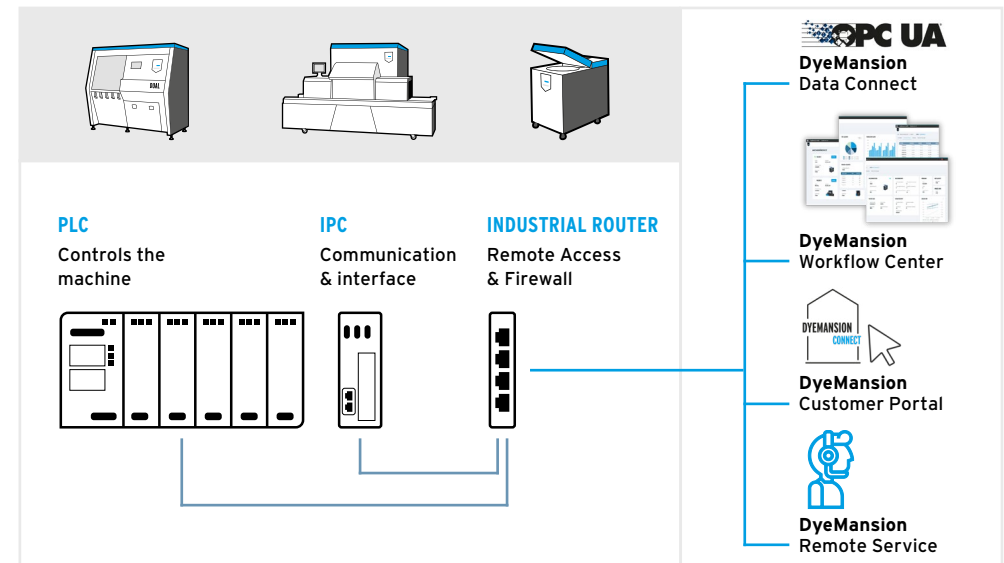 DUAL
PLC
Controls the
machine
IPC
Communication
& interface
INDUSTRIAL ROUTER
Remote Access
& Firewall
OPC UA
DyeMansion
Data Connect
DyeMansion
Workflow Center
DYEMANSION
CONNECT
DyeMansion
Customer Portal
DyeMansion
Remote Service